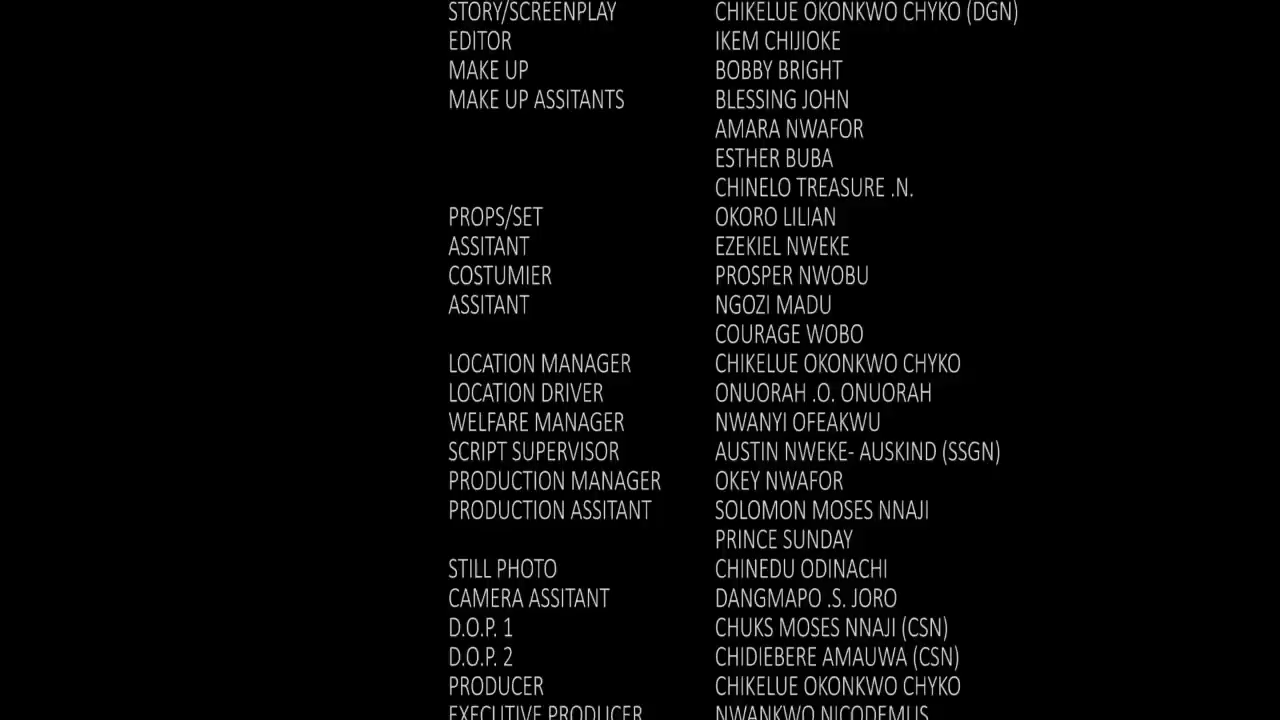 STORY/SCREENPLAY CHIKELUE OKONKWO CHYKO (DGN)
EDITOR IKEM CHIJIOKE
MAKE UP BOBBY BRIGHT
MAKE UP ASSITANTS BLESSING JOHN
AMARA NWAFOR
ESTHER BUBA
CHINELO TREASURE .N.
PROPS/SET OKORO LILIAN
ASSITANT EZEKIEL NWEKE
COSTUMIER PROSPER NWOBU
ASSITANT NGOZI MADU
COURAGE WOBO
LOCATION MANAGER CHIKELUE OKONKWO CHYKO
LOCATION DRIVER ONUORAH .O. ONUORAH
WELFARE MANAGER NWANYI OFEAKWU
SCRIPT SUPERVISOR AUSTIN NWEKE- AUSKIND (SSGN)
PRODUCTION MANAGER OKEY NWAFOR
PRODUCTION ASSITANT SOLOMON MOSES NNAJI
PRINCE SUNDAY
STILL PHOTO CHINEDU ODINACHI
CAMERA ASSITANT DANGMAPO .S. JORO
D.O.P. 1 CHUKS MOSES NNAJI (CSN)
D.O.P. 2 CHIDIEBERE AMAUWA (CSN)
PRODUCER CHIKELUE OKONKWO CHYKO
EXECUTIVE PRODUCER NWANKWO NICODEMUS